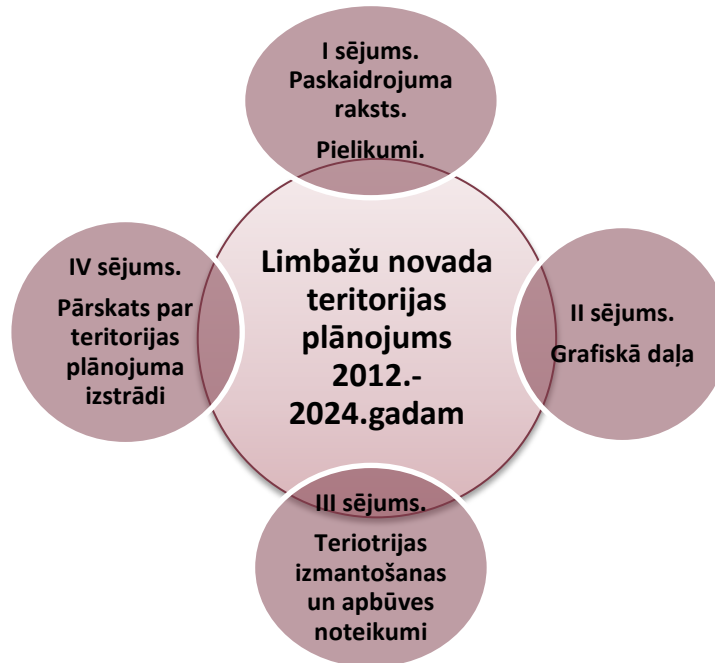 I sējums.
Paskaidrojuma
raksts.
Pielikumi.
Limbažu novada
teritorijas
plānojums
2012.-
2024.gadam
II sējums.
Grafiskā daļa
III sējums.
Teriotrijas
izmantošanas
un apbūves
noteikumi
IV sējums.
Pārskats par
teritorijas
plānojuma
izstrādi